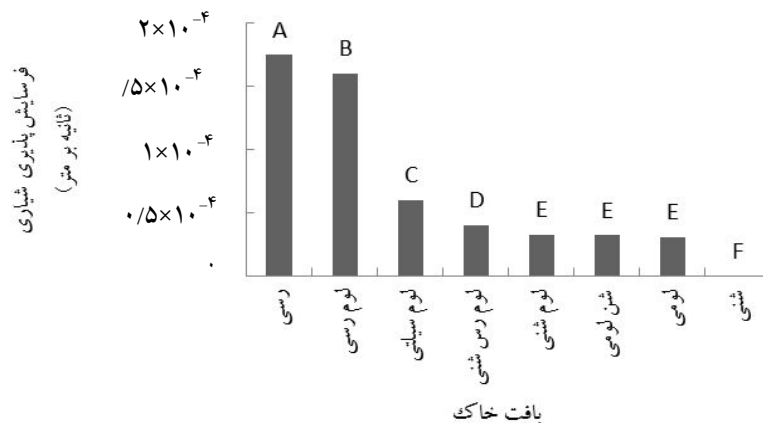 فرسایش پذیری شیاری
(ثانیه بر متر)
۲×۱۰⁻⁴
/۵×۱۰⁻⁴
۱×۱۰⁻⁴
۰/۵×۱۰⁻⁴
۰
A
B
C
D
E
E
E
F
رسی
لوم رسی
لوم سیلتی
لوم رس شنی
لوم شنی
شن لومی
لومی
شنی
بافت خاک